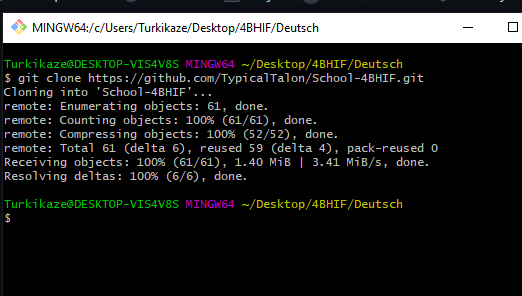 MINGW64:/c/Users/Turkikaze/Desktop/4BHIF/Deutsch
Turkikaze@DESKTOP-VIS4V8S MINGW64 ~/Desktop/4BHIF/Deutsch
$ git clone https://github.com/TypicalTalon/School-4BHIF.git
Cloning into 'School-4BHIF'...
remote: Enumerating objects: 61, done.
remote: Counting objects: 100% (61/61), done.
remote: Compressing objects: 100% (52/52), done.
remote: Total 61 (delta 6), reused 59 (delta 4), pack-reused 0
Receiving objects: 100% (61/61), 1.40 MiB | 3.41 MiB/s, done.
Resolving deltas: 100% (6/6), done.
Turkikaze@DESKTOP-VIS4V8S MINGW64 ~/Desktop/4BHIF/Deutsch
$